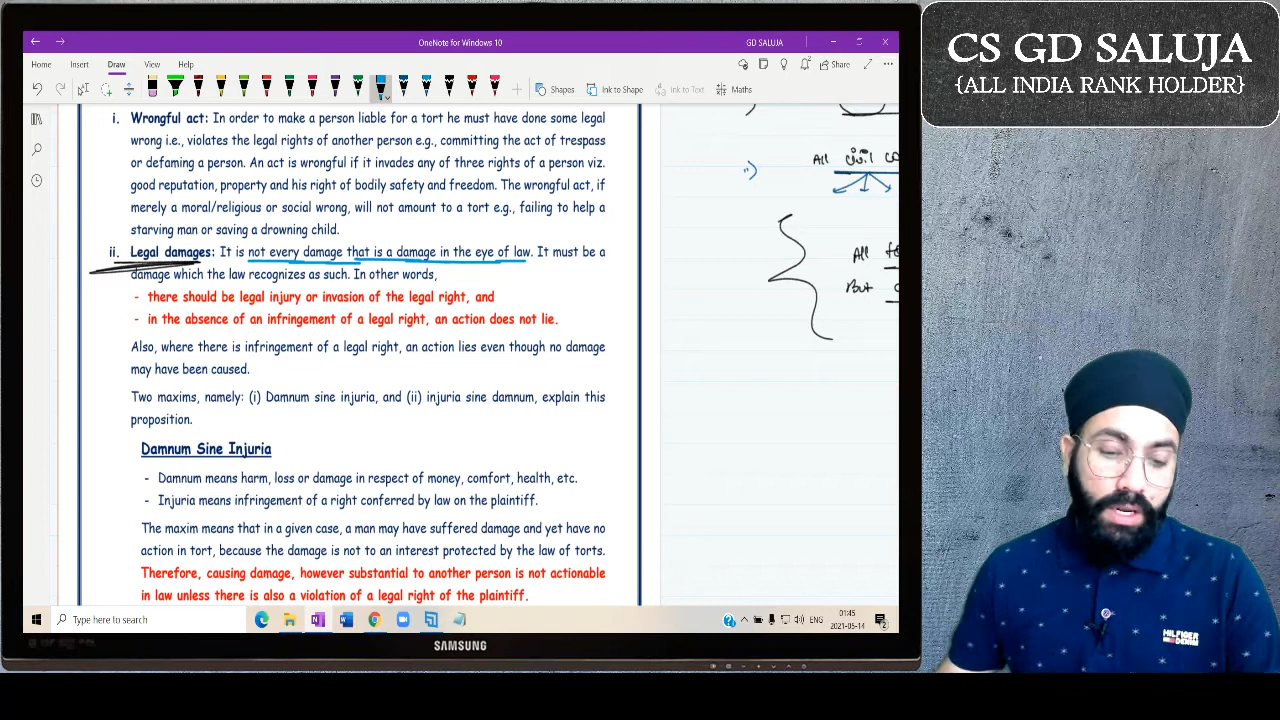 CS GD SALUJA
{ALL INDIA RANK HOLDER}
OneNote for Windows 10
GD SALUJA
Home Insert Draw View Help
Share
Shapes Ink to Shape Ink to Text Maths
i. Wrongful act: In order to make a person liable for a tort he must have done some legal
wrong i.e., violates the legal rights of another person e.g., committing the act of trespass
or defaming a person. An act is wrongful if it invades any of three rights of a person viz.
good reputation, property and his right of bodily safety and freedom. The wrongful act, if
merely a moral/religious or social wrong, will not amount to a tort e.g., failing to help a
starving man or saving a drowning child.
ii. Legal damages: It is not every damage that is a damage in the eye of law. It must be a
damage which the law recognizes as such. In other words,
- there should be legal injury or invasion of the legal right, and
- in the absence of an infringement of a legal right, an action does not lie.
Also, where there is infringement of a legal right, an action lies even though no damage
may have been caused.
Two maxims, namely: (i) Damnum sine injuria, and (ii) injuria sine damnum, explain this
proposition.
Damnum Sine Injuria
- Damnum means harm, loss or damage in respect of money, comfort, health, etc.
- Injuria means infringement of a right conferred by law on the plaintiff.
The maxim means that in a given case, a man may have suffered damage and yet have no
action in tort, because the damage is not to an interest protected by the law of torts.
Therefore, causing damage, however substantial to another person is not actionable
in law unless there is also a violation of a legal right of the plaintiff.
All civil
All
But
Type here to search
ENG
01:45
2021-05-14
2
SAMSUNG
HILFIGER